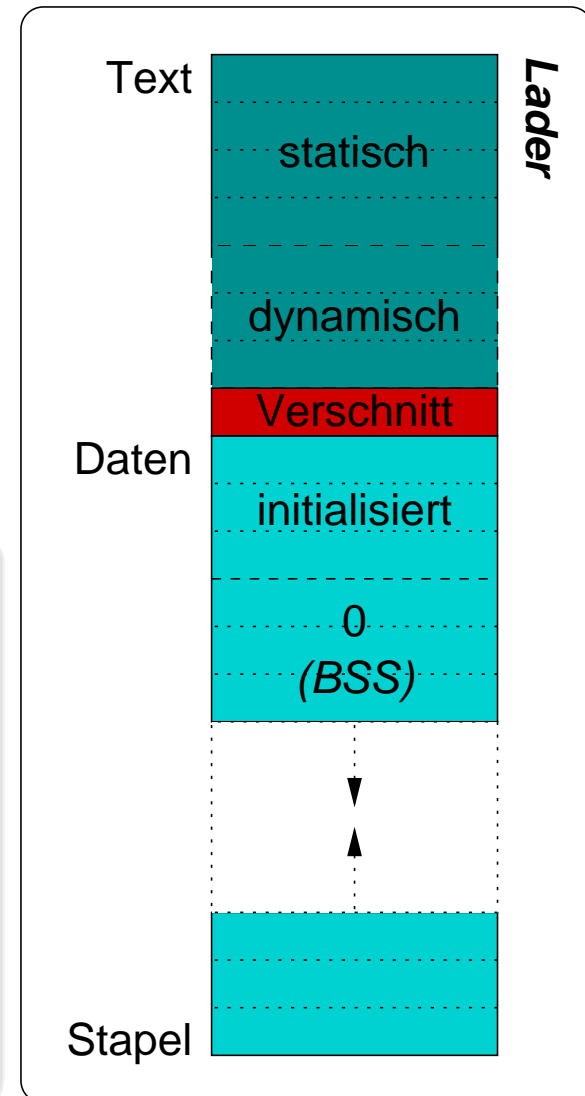 Text
Lader
statisch
dynamisch
Verschnitt
Daten
initialisiert
0
(BSS)
Stapel